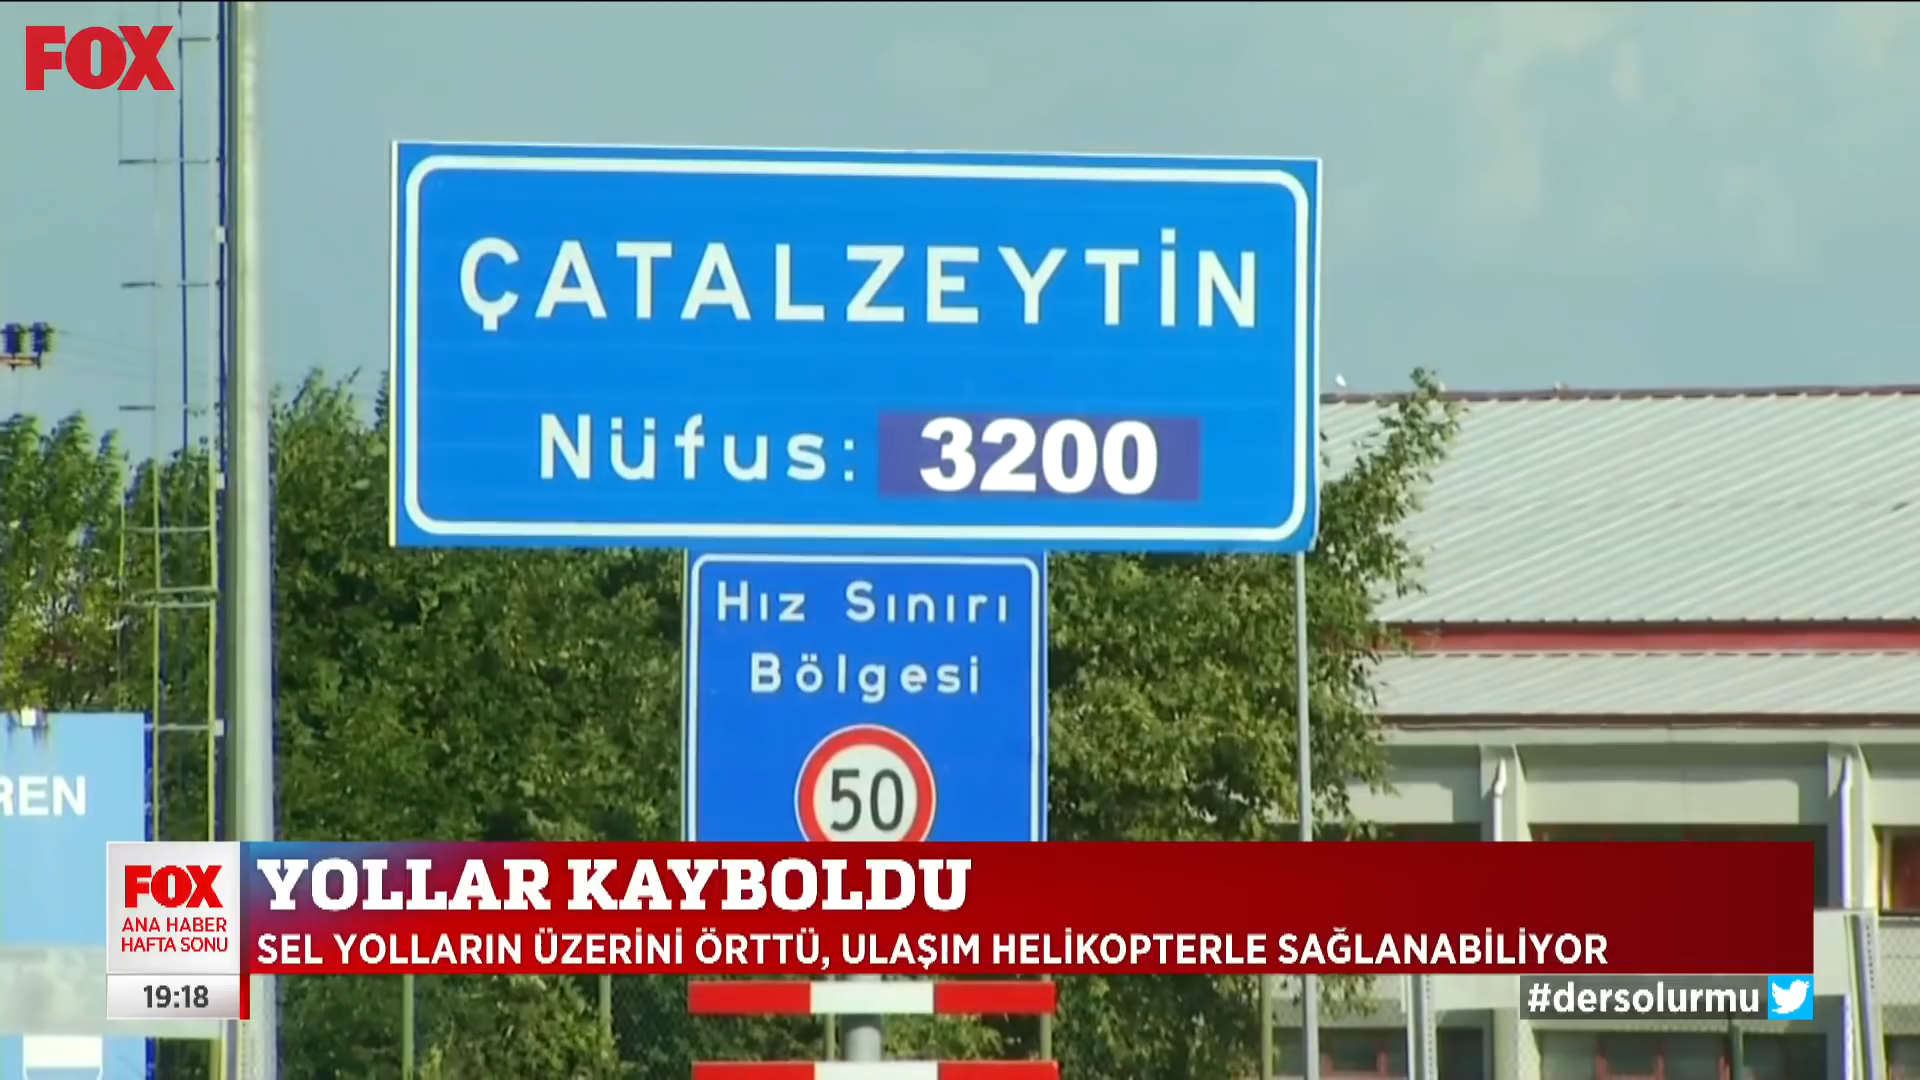 FOX
ÇATALZEYTİN
Nüfus: 3200
Hız Sınırı
Bölgesi
50
REN
FOX
ANA HABER
HAFTA SONU
19:18
YOLLAR KAYBOLDU
SEL YOLLARIN ÜZERİNİ ÖRTTÜ, ULAŞIM HELİKOPTERLE SAĞLANABİLİYOR
#dersolurmu